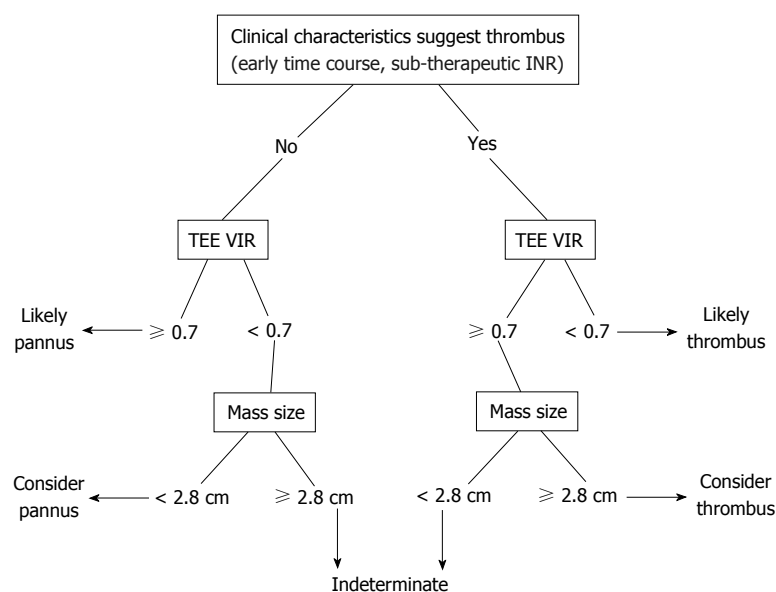 Clinical characteristics suggest thrombus
(early time course, sub-therapeutic INR)
No
Yes
TEE VIR
TEE VIR
Likely
pannus
≥ 0.7
< 0.7
≥ 0.7
< 0.7
Likely
thrombus
Mass size
Mass size
Consider
pannus
< 2.8 cm
≥ 2.8 cm
< 2.8 cm
≥ 2.8 cm
Consider
thrombus
Indeterminate